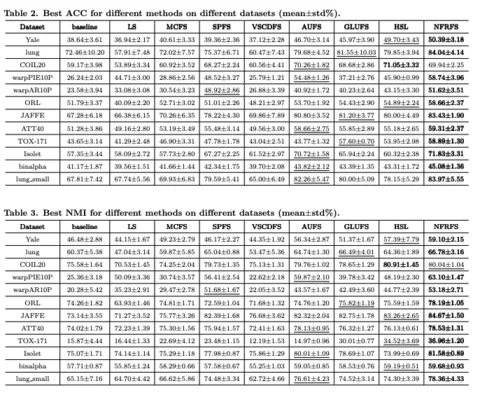 Table 2. Best ACC for different methods on different datasets (mean±std%).
Dataset baseline LS MCFS SPFS VSCDFS AUFS GLUFS HSL NFRFS
Yale 38.64±3.61 36.94±2.17 40.61±3.33 39.36±2.36 37.12±2.28 46.70±3.14 45.97±3.90 49.70±3.43 50.39±3.18
lung 72.46±10.20 57.91±7.48 72.02±7.57 75.37±6.71 60.47±7.43 79.68±4.52 81.55±10.03 79.85±3.94 84.04±4.14
COIL20 59.17±3.98 53.89±3.34 60.92±3.52 68.27±2.24 60.56±4.41 70.26±1.82 68.68±2.86 71.05±3.32 69.94±2.25
warpPIE10P 26.24±2.03 44.71±3.00 28.86±2.56 48.52±3.27 25.79±1.21 54.48±1.26 37.21±2.76 45.90±0.99 58.74±3.96
warpAR10P 23.58±3.94 33.08±3.08 30.54±3.23 48.92±2.86 26.88±3.39 40.92±1.72 40.23±2.64 43.15±3.30 51.62±3.51
ORL 51.79±3.37 40.09±2.20 52.71±3.02 51.01±2.26 48.21±2.97 53.70±1.92 54.43±2.90 54.89±2.24 58.66±2.37
JAFFE 67.28±6.18 66.38±6.15 70.26±6.35 78.22±4.30 69.86±7.89 80.80±3.52 81.20±3.77 80.00±4.49 83.43±1.90
ATT40 51.28±3.86 49.16±2.80 53.19±3.49 55.48±3.14 49.56±3.00 58.66±2.75 55.85±2.89 55.18±2.65 59.31±2.37
TOX-171 43.65±3.14 41.29±2.48 46.90±3.31 47.78±1.78 43.04±2.51 43.77±1.32 57.60±0.70 53.95±2.98 58.89±1.30
Isolet 57.35±3.44 58.09±2.72 57.73±2.80 67.27±2.25 61.52±2.97 70.72±1.58 65.94±2.24 60.32±2.38 71.83±3.31
binalpha 41.17±1.87 39.56±1.51 41.66±1.44 42.34±1.75 39.70±2.08 43.82±2.12 43.39±1.35 43.31±1.72 45.08±1.36
lung_small 67.81±7.42 67.74±5.56 69.93±6.83 79.59±5.41 65.00±6.49 82.26±5.47 80.00±5.09 78.15±5.29 83.97±5.55
Table 3. Best NMI for different methods on different datasets (mean±std%).
Dataset baseline LS MCFS SPFS VSCDFS AUFS GLUFS HSL NFRFS
Yale 46.48±2.88 44.15±1.67 49.23±2.79 46.17±2.27 44.35±1.92 56.34±2.87 51.37±1.67 57.39±7.79 59.10±2.15
lung 60.37±5.38 47.04±3.14 59.87±5.85 65.04±0.88 53.47±5.36 64.74±1.30 66.49±4.01 64.36±1.89 66.78±3.14
COIL20 75.58±1.64 70.53±1.45 74.25±2.04 79.73±1.35 75.13±1.31 79.76±1.02 78.65±1.29 80.91±1.45 80.04±1.04
warpPIE10P 25.36±3.18 50.09±3.36 30.74±3.57 56.41±2.54 22.62±2.18 59.87±2.10 39.78±3.42 48.19±2.30 63.10±1.47
warpAR10P 20.28±5.42 35.23±2.91 29.47±2.78 51.68±1.67 22.05±3.52 43.57±1.67 42.49±3.60 44.77±2.39 53.18±2.71
ORL 74.26±1.82 63.93±1.46 74.81±1.71 72.59±1.04 71.68±1.32 74.76±1.20 75.82±1.19 75.59±1.59 78.19±1.05
JAFFE 73.14±3.55 71.27±3.52 75.77±3.26 82.39±1.68 76.68±3.62 82.32±2.04 82.75±1.78 83.26±2.65 84.67±1.50
ATT40 74.02±1.79 72.23±1.39 75.30±1.56 75.94±1.57 72.41±1.63 78.13±0.95 76.32±1.27 76.13±0.61 78.53±1.31
TOX-171 15.87±4.44 16.44±1.33 22.69±4.12 23.48±1.15 12.19±1.53 14.97±0.96 30.01±0.77 34.52±3.69 36.96±1.20
Isolet 75.07±1.71 74.14±1.14 75.29±1.18 77.98±0.87 75.86±1.29 80.01±1.09 78.69±1.07 73.99±0.69 81.58±0.89
binalpha 57.71±0.87 55.85±1.24 58.29±0.66 57.58±0.67 55.25±1.03 59.05±0.85 58.53±0.76 59.19±0.51 59.68±0.93
lung_small 65.15±7.16 64.70±4.42 66.62±5.86 74.48±3.34 62.72±4.66 76.61±4.23 74.52±3.14 74.30±3.39 78.36±4.33